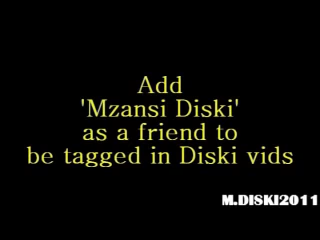 Add
'Mzansi Diski'
as a friend to
be tagged in Diski vids
M.DISKI2011